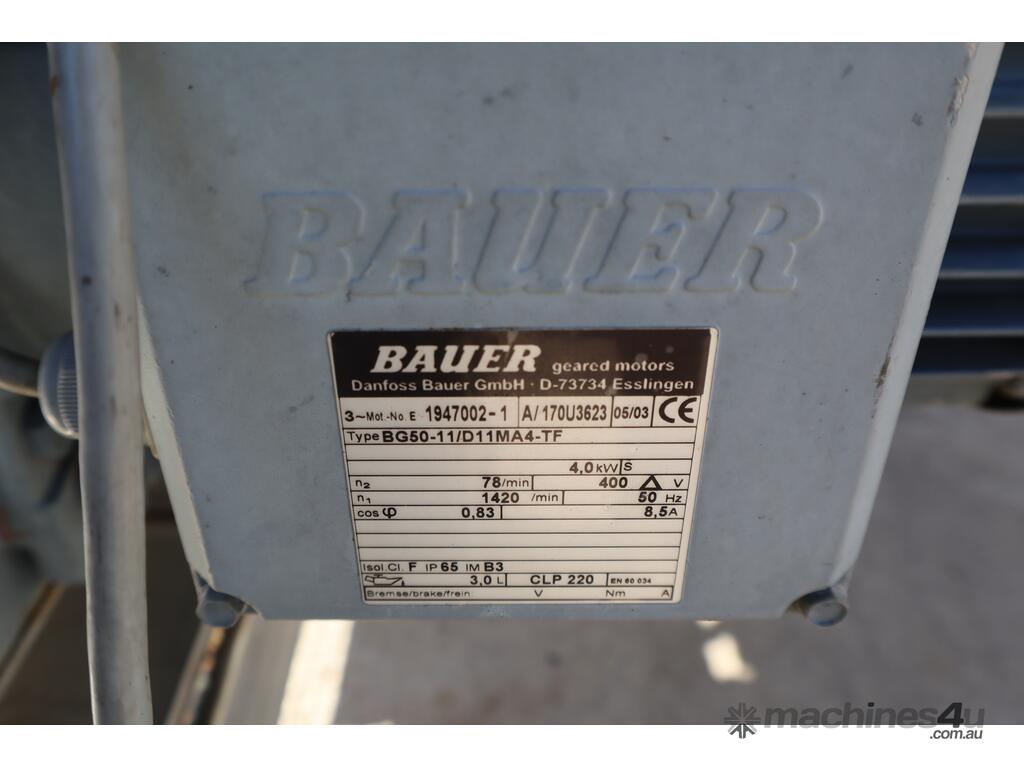 BAUER
BAUER geared motors
Danfoss Bauer GmbH · D-73734 Esslingen
3~Mot.-No. E 1947002-1 A/170U3623 05/03 CE
Type BG50-11/D11MA4-TF
4,0 kW S
n₂ 78/min 400 Δ V
n₁ 1420 /min 50 Hz
cos φ 0,83 8,5A
Isol.Cl. F IP 65 IM B3
3,0 L CLP 220 EN 60 034
Bremse/brake/frein V Nm A
machines4u
.com.au